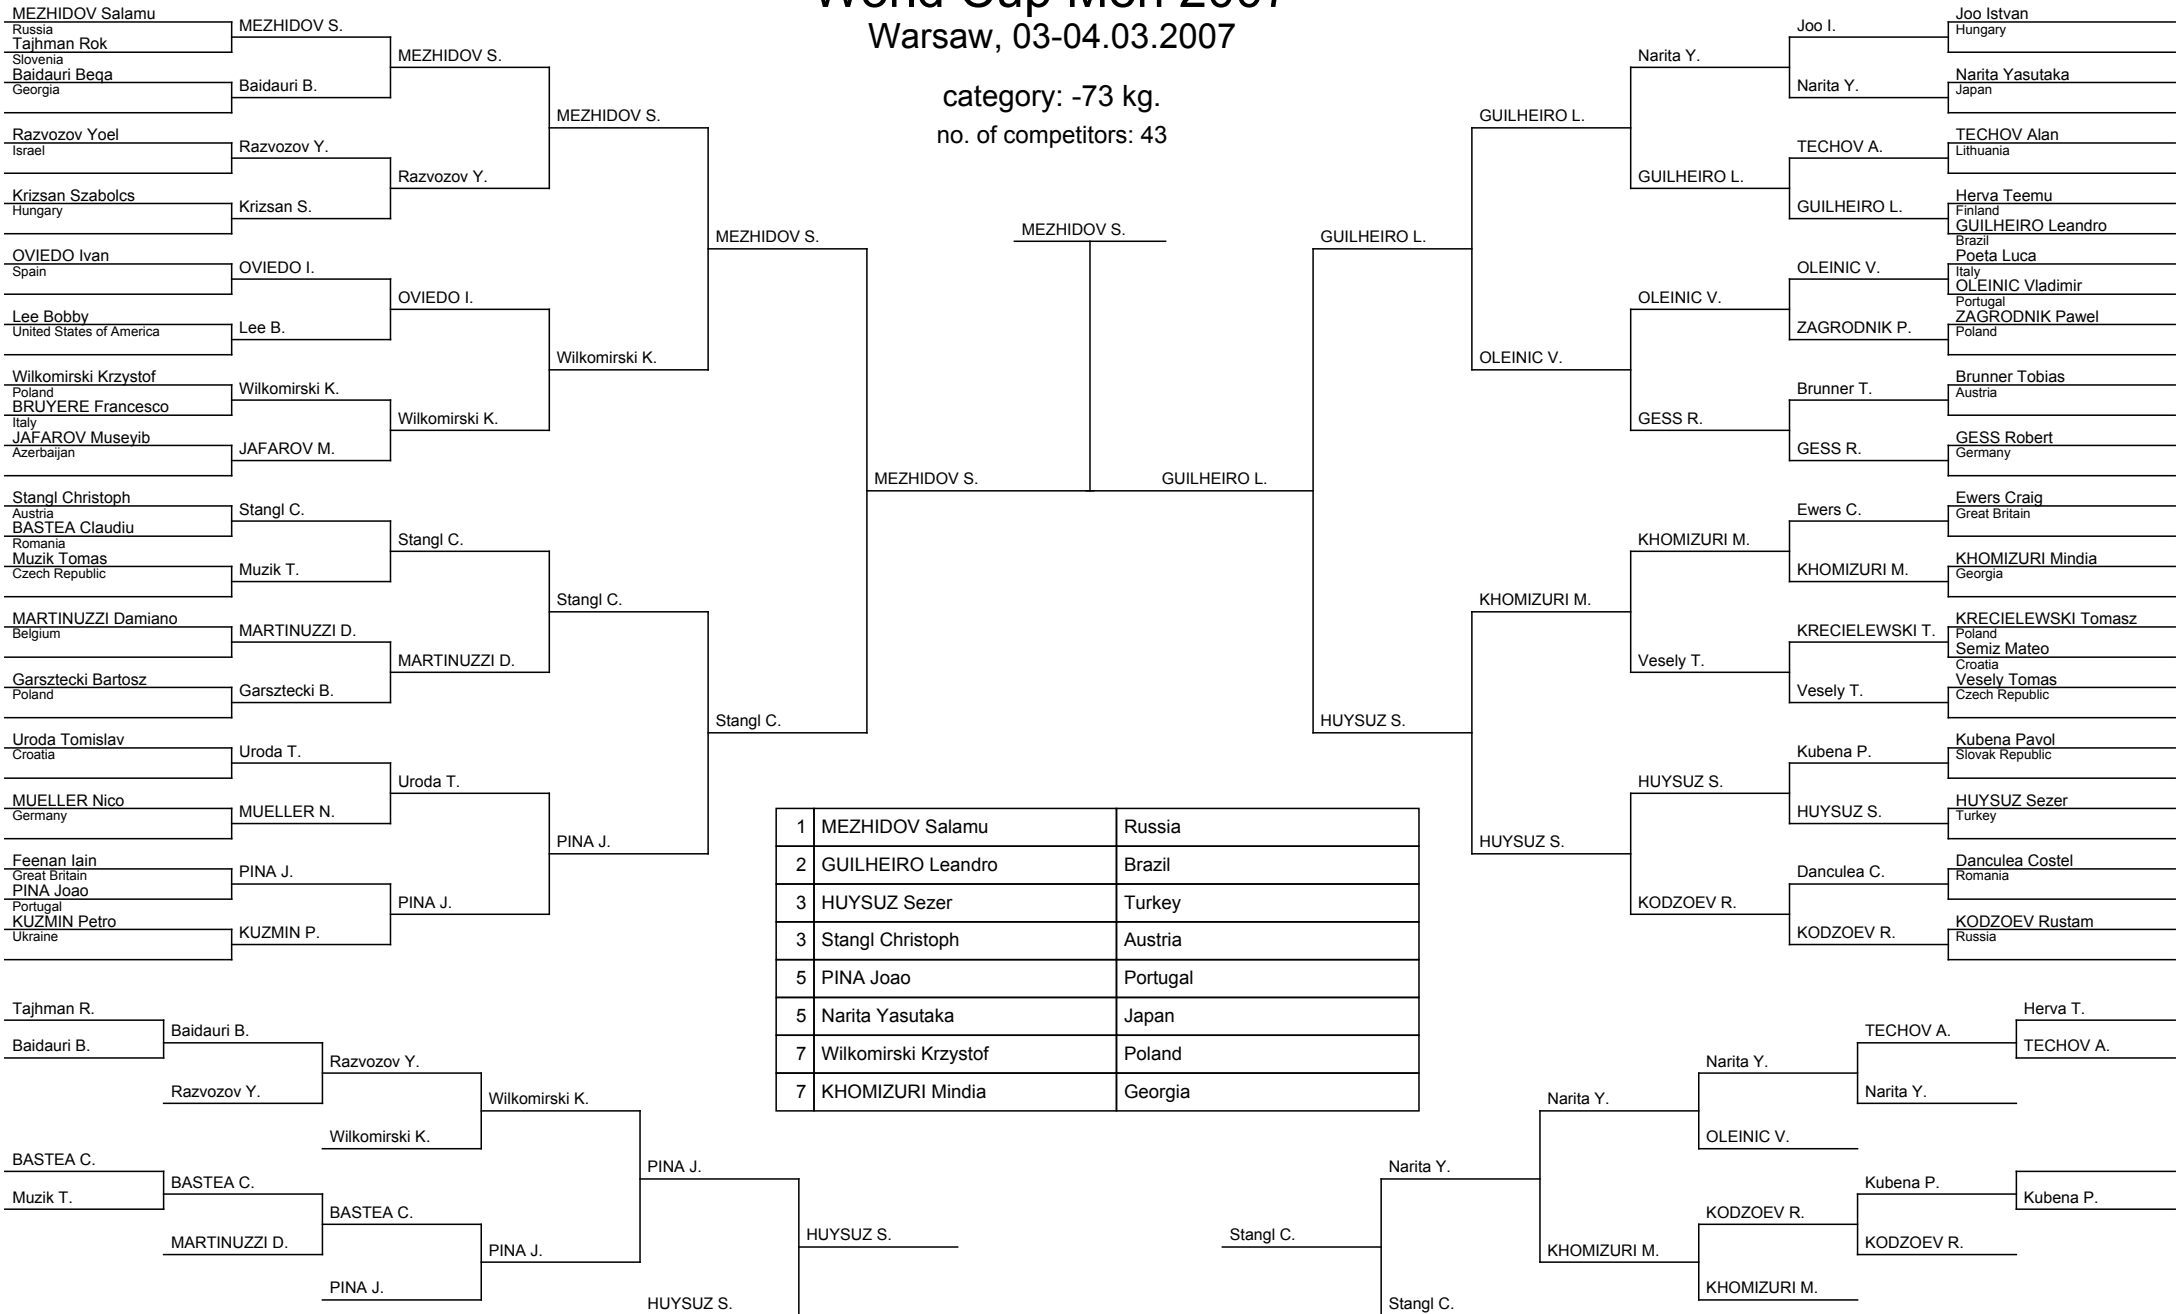 World Cup Men 2007
Warsaw, 03-04.03.2007
category: -73 kg.
no. of competitors: 43
MEZHIDOV Salamu
Russia
Tajhman Rok
Slovenia
Baidauri Beqa
Georgia
Razvozov Yoel
Israel
Krizsan Szabolcs
Hungary
OVIEDO Ivan
Spain
Lee Bobby
United States of America
Wilkomirski Krzystof
Poland
BRUYERE Francesco
Italy
JAFAROV Museyib
Azerbaijan
Stangl Christoph
Austria
BASTEA Claudiu
Romania
Muzik Tomas
Czech Republic
MARTINUZZI Damiano
Belgium
Garsztecki Bartosz
Poland
Uroda Tomislav
Croatia
MUELLER Nico
Germany
Feenan Iain
Great Britain
PINA Joao
Portugal
KUZMIN Petro
Ukraine
MEZHIDOV S.
Baidauri B.
Razvozov Y.
Krizsan S.
OVIEDO I.
Lee B.
Wilkomirski K.
JAFAROV M.
Stangl C.
Muzik T.
MARTINUZZI D.
Garsztecki B.
Uroda T.
MUELLER N.
PINA J.
KUZMIN P.
MEZHIDOV S.
Razvozov Y.
OVIEDO I.
Wilkomirski K.
Stangl C.
MARTINUZZI D.
Uroda T.
PINA J.
MEZHIDOV S.
Wilkomirski K.
Stangl C.
PINA J.
MEZHIDOV S.
Stangl C.
MEZHIDOV S.
MEZHIDOV S.
GUILHEIRO L.
GUILHEIRO L.
HUYSUZ S.
GUILHEIRO L.
OLEINIC V.
KHOMIZURI M.
HUYSUZ S.
Narita Y.
GUILHEIRO L.
OLEINIC V.
GESS R.
KHOMIZURI M.
Vesely T.
HUYSUZ S.
KODZOEV R.
Joo I.
Narita Y.
TECHOV A.
GUILHEIRO L.
OLEINIC V.
ZAGRODNIK P.
Brunner T.
GESS R.
Ewers C.
KHOMIZURI M.
KRECIELEWSKI T.
Vesely T.
Kubena P.
HUYSUZ S.
Danculea C.
KODZOEV R.
Joo Istvan
Hungary
Narita Yasutaka
Japan
TECHOV Alan
Lithuania
Herva Teemu
Finland
GUILHEIRO Leandro
Brazil
Poeta Luca
Italy
OLEINIC Vladimir
Portugal
ZAGRODNIK Pawel
Poland
Brunner Tobias
Austria
GESS Robert
Germany
Ewers Craig
Great Britain
KHOMIZURI Mindia
Georgia
KRECIELEWSKI Tomasz
Poland
Semiz Mateo
Croatia
Vesely Tomas
Czech Republic
Kubena Pavol
Slovak Republic
HUYSUZ Sezer
Turkey
Danculea Costel
Romania
KODZOEV Rustam
Russia
1 MEZHIDOV Salamu Russia
2 GUILHEIRO Leandro Brazil
3 HUYSUZ Sezer Turkey
3 Stangl Christoph Austria
5 PINA Joao Portugal
5 Narita Yasutaka Japan
7 Wilkomirski Krzystof Poland
7 KHOMIZURI Mindia Georgia
Tajhman R.
Baidauri B.
BASTEA C.
Muzik T.
Baidauri B.
Razvozov Y.
BASTEA C.
MARTINUZZI D.
Razvozov Y.
Wilkomirski K.
BASTEA C.
PINA J.
Wilkomirski K.
PINA J.
PINA J.
HUYSUZ S.
HUYSUZ S.
Stangl C.
Narita Y.
Stangl C.
Narita Y.
KHOMIZURI M.
Narita Y.
OLEINIC V.
KODZOEV R.
KHOMIZURI M.
TECHOV A.
Narita Y.
Kubena P.
KODZOEV R.
Herva T.
TECHOV A.
Kubena P.